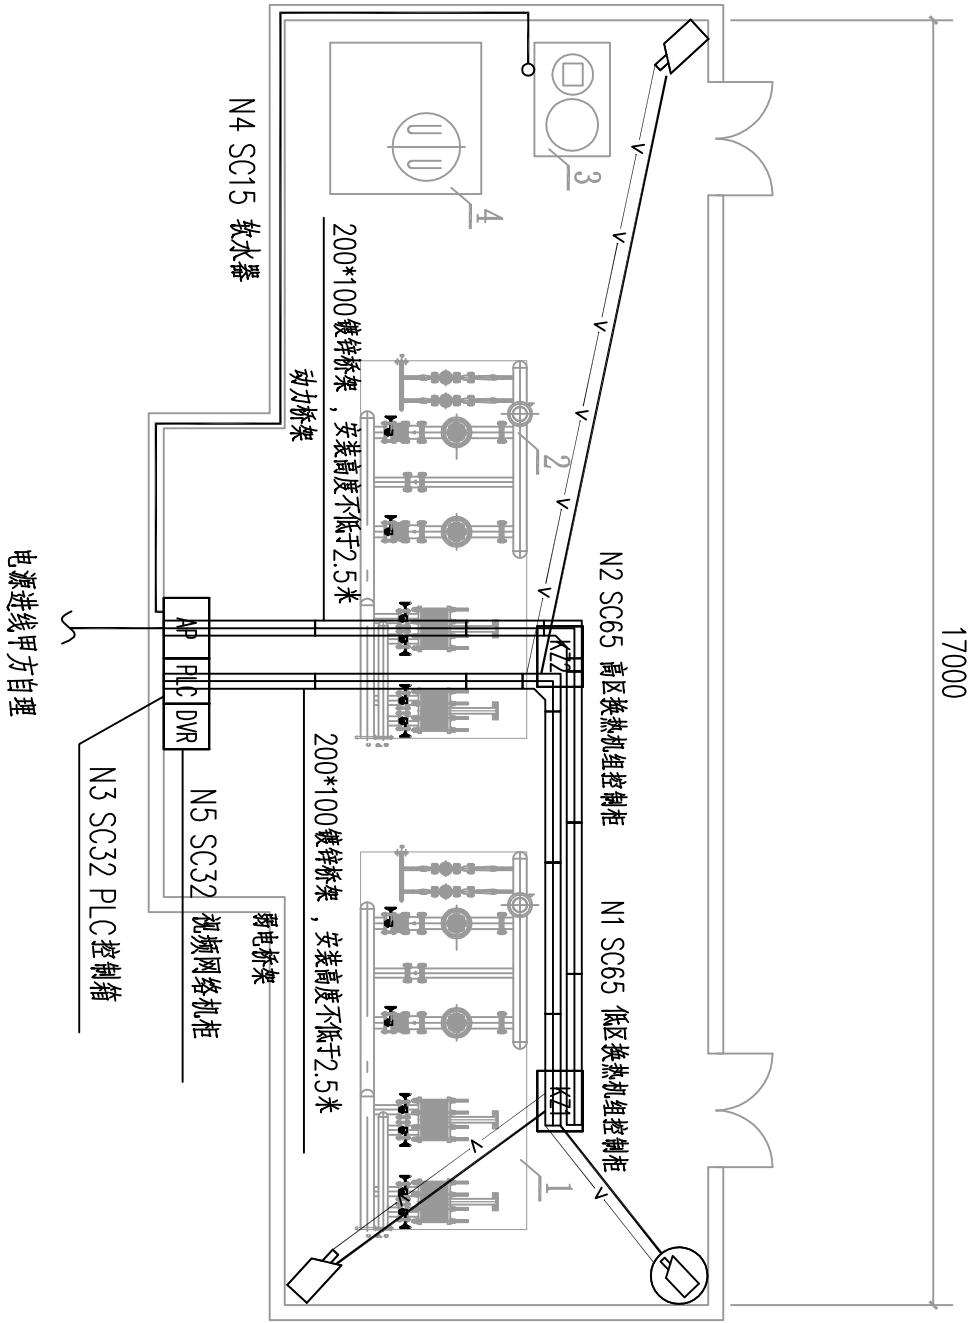 17000
N4 SC15 软水器
200*100镀锌桥架，安装高度不低于2.5米
动力桥架
3
4
2
N2 SC65 高区换热机组控制柜
N1 SC65 低区换热机组控制柜
KZ2
KZ1
AP
PLC
DVR
电源进线甲方自理
200*100镀锌桥架，安装高度不低于2.5米
弱电桥架
N5 SC32 视频网络机柜
N3 SC32 PLC控制箱
1
V
V
V
V
V
V
V
V
V